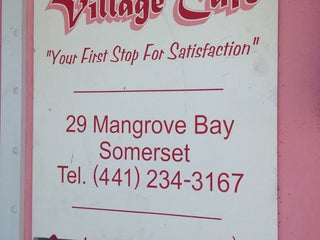 Village Cafe
"Your First Stop For Satisfaction"
29 Mangrove Bay
Somerset
Tel. (441) 234-3167